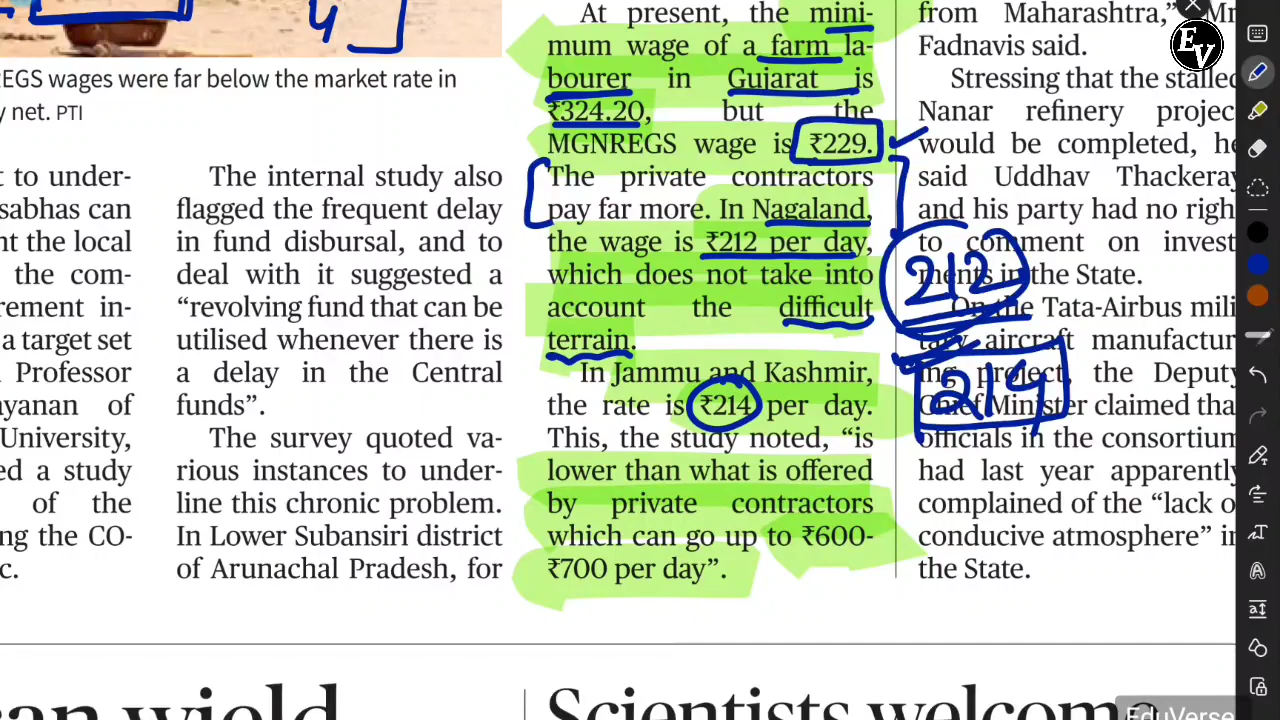 REGS wages were far below the market rate in
y net. PTI
t to under-
sabhas can
nt the local
the com-
rement in-
a target set
Professor
ayanan of
University,
ed a study
of the
ng the CO-
c.
The internal study also
flagged the frequent delay
in fund disbursal, and to
deal with it suggested a
“revolving fund that can be
utilised whenever there is
a delay in the Central
funds”.
The survey quoted va-
rious instances to under-
line this chronic problem.
In Lower Subansiri district
of Arunachal Pradesh, for
At present, the mini-
mum wage of a farm la-
bourer in Gujarat is
₹324.20, but the
MGNREGS wage is ₹229.
The private contractors
pay far more. In Nagaland,
the wage is ₹212 per day,
which does not take into
account the difficult
terrain.
In Jammu and Kashmir,
the rate is ₹214 per day.
This, the study noted, “is
lower than what is offered
by private contractors
which can go up to ₹600-
₹700 per day”.
from Maharashtra,” Mr
Fadnavis said.
Stressing that the stalled
Nanar refinery projec
would be completed, he
said Uddhav Thackeray
and his party had no righ
to comment on invest
ments in the State.
On the Tata-Airbus mili
tary aircraft manufactur
ing project, the Deputy
Chief Minister claimed tha
officials in the consortium
had last year apparently
complained of the “lack o
conducive atmosphere” in
the State.
212
214
4
EV
an wield
Scientists welcome
EduVerse